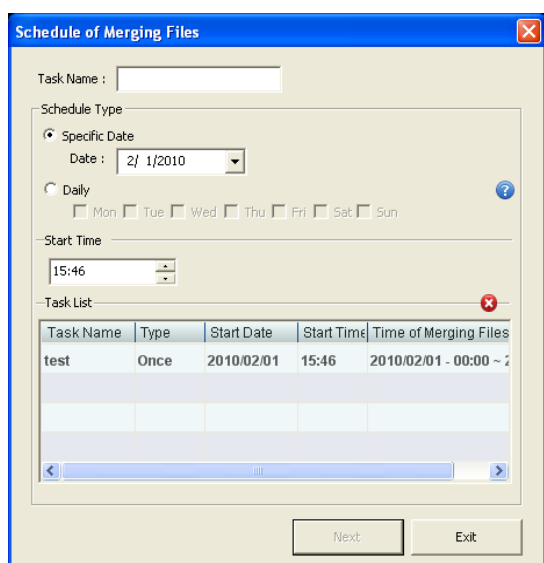 Schedule of Merging Files
Task Name :
Schedule Type
Specific Date
Date : 2/ 1/2010
Daily
Mon Tue Wed Thu Fri Sat Sun
Start Time
15:46
Task List
Task Name Type Start Date Start Time Time of Merging Files
test Once 2010/02/01 15:46 2010/02/01 - 00:00 ~
Next Exit